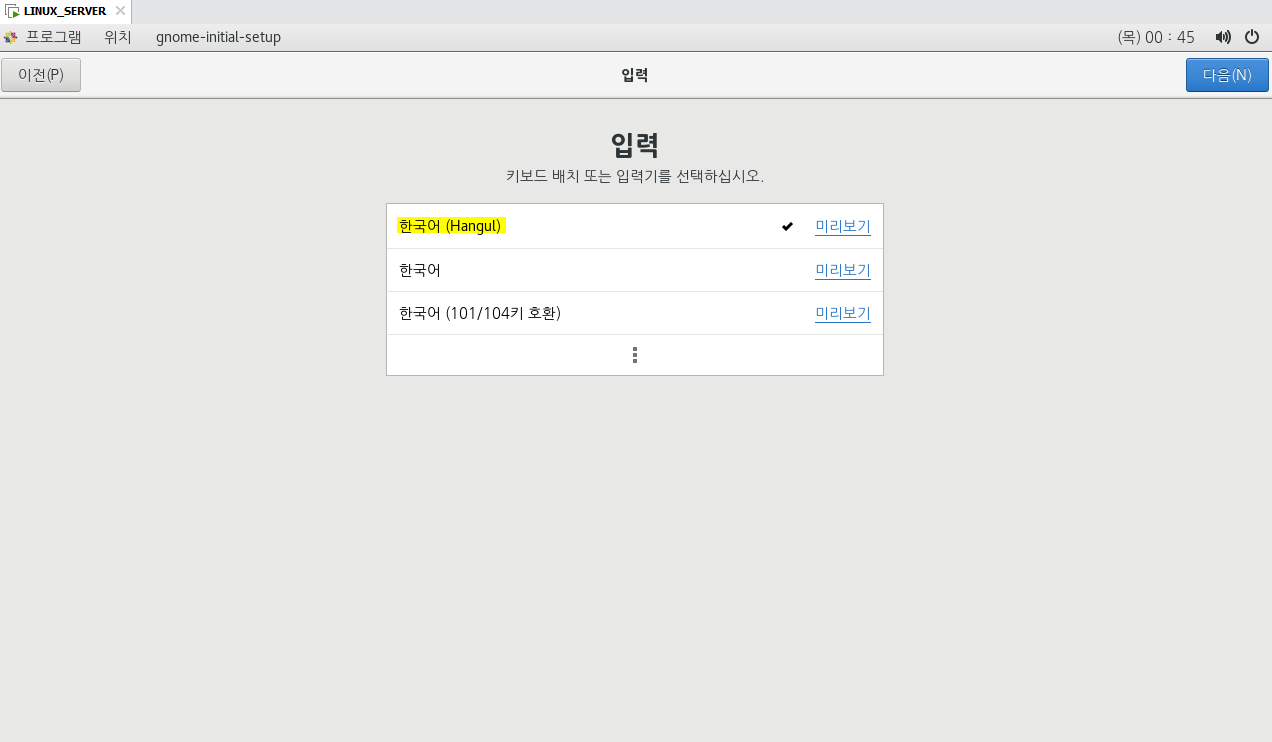 LINUX_SERVER
프로그램 위치 gnome-initial-setup (목) 00 : 45
이전(P) 입력 다음(N)
입력
키보드 배치 또는 입력기를 선택하십시오.
한국어 (Hangul) 미리보기
한국어 미리보기
한국어 (101/104키 호환) 미리보기